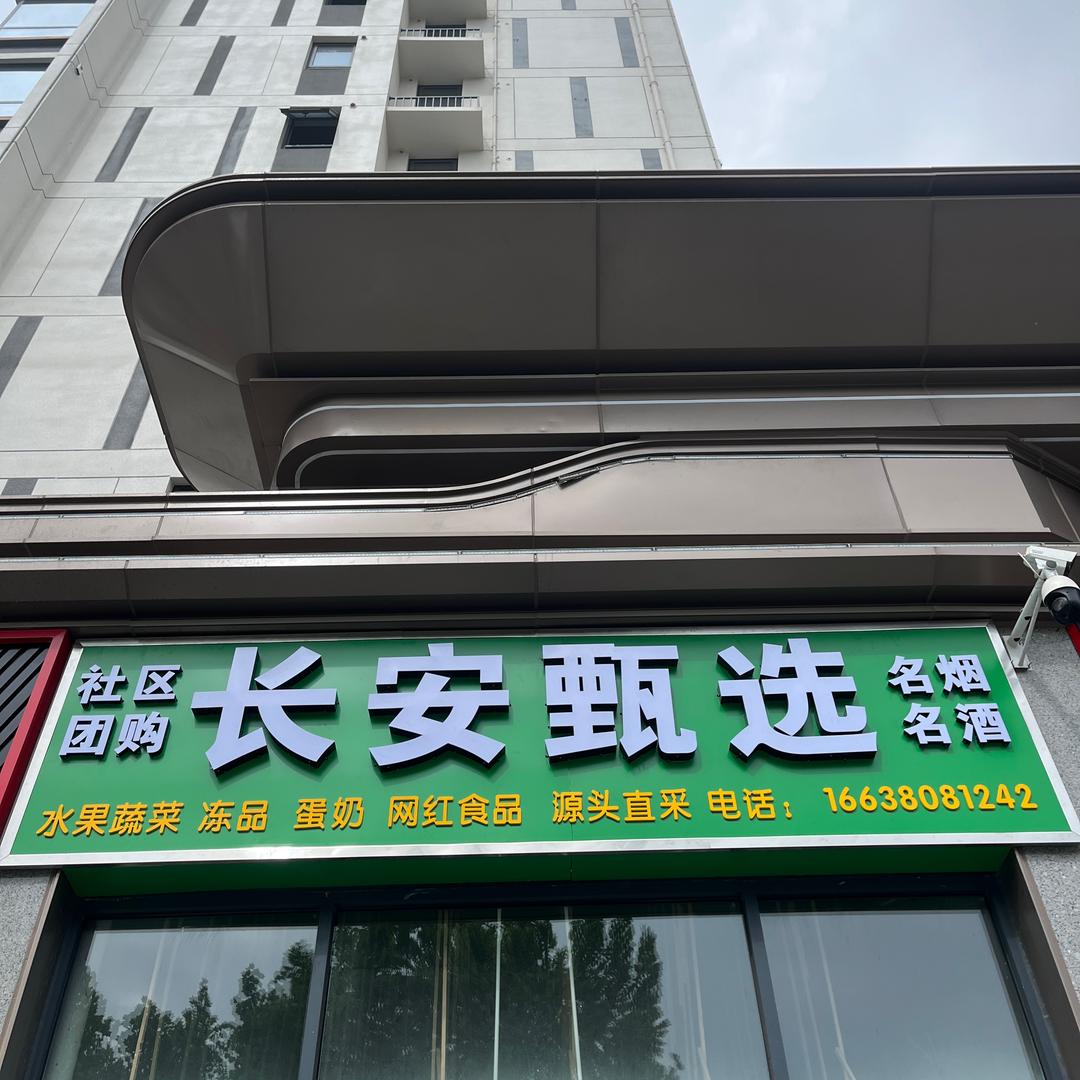 社区
团购
长安甄选
名烟
名酒
水果蔬菜 冻品 蛋奶 网红食品 源头直采 电话：16638081242